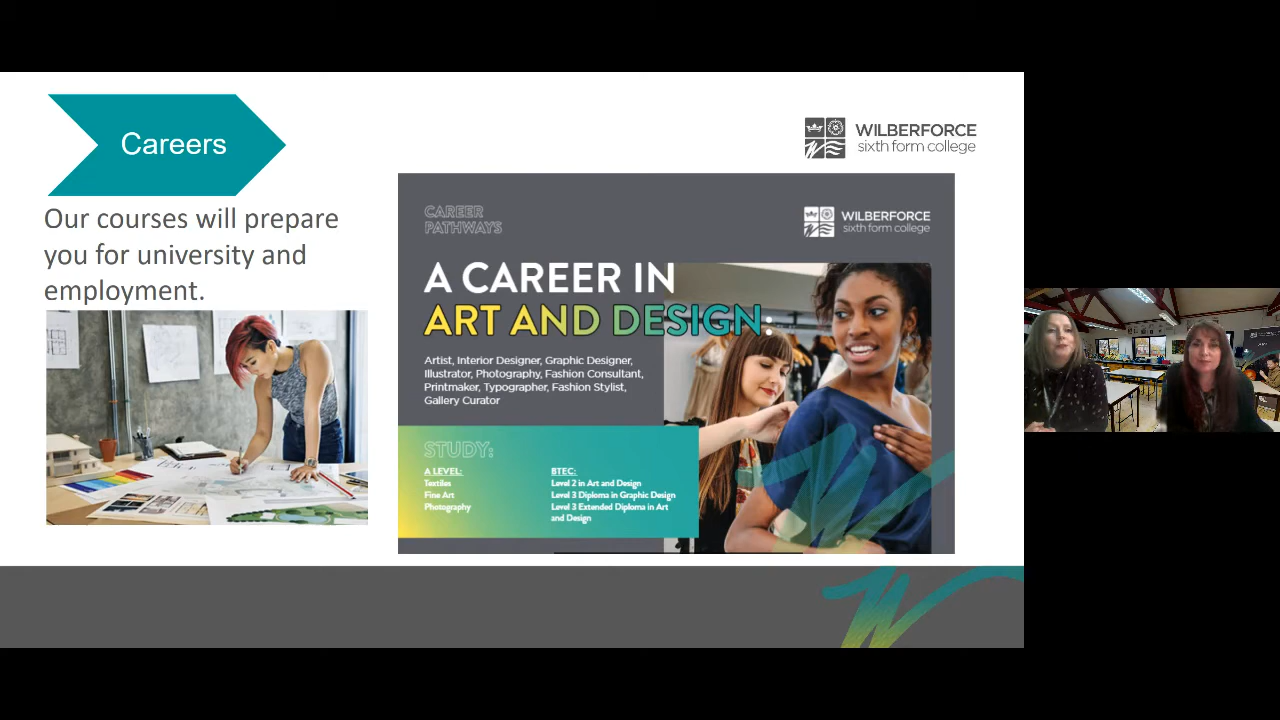 Careers
WILBERFORCE
sixth form college
Our courses will prepare
you for university and
employment.
CAREER
PATHWAYS
WILBERFORCE
sixth form college
A CAREER IN
ART AND DESIGN:
Artist, Interior Designer, Graphic Designer,
Illustrator, Photography, Fashion Consultant,
Printmaker, Typographer, Fashion Stylist,
Gallery Curator
STUDY:
A LEVEL:
Textiles
Fine Art
Photography
BTEC:
Level 2 in Art and Design
Level 3 Diploma in Graphic Design
Level 3 Extended Diploma in Art
and Design